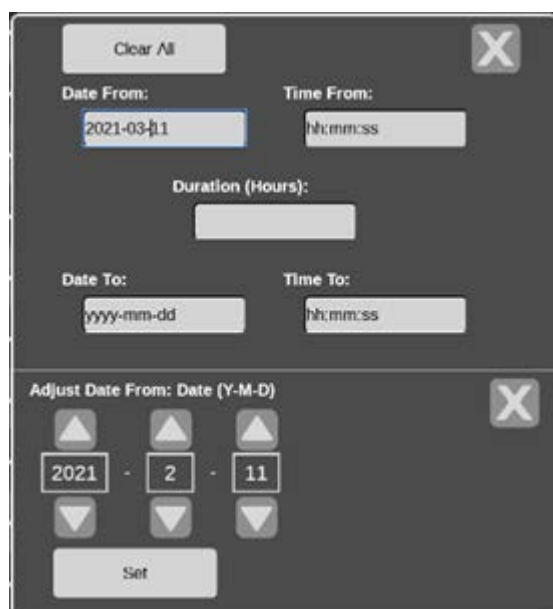 Clear All
X
Date From: Time From:
2021-03-11 hh:mm:ss
Duration (Hours):
Date To: Time To:
yyyy-mm-dd hh:mm:ss
Adjust Date From: Date (Y-M-D)
X
2021 - 2 - 11
Set